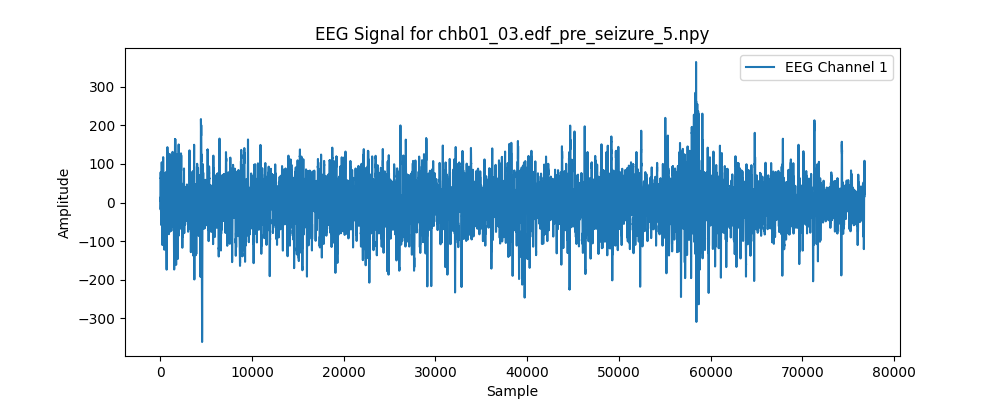 EEG Signal for chb01_03.edf_pre_seizure_5.npy
EEG Channel 1
300
200
100
0
−100
−200
−300
Amplitude
0 10000 20000 30000 40000 50000 60000 70000 80000
Sample